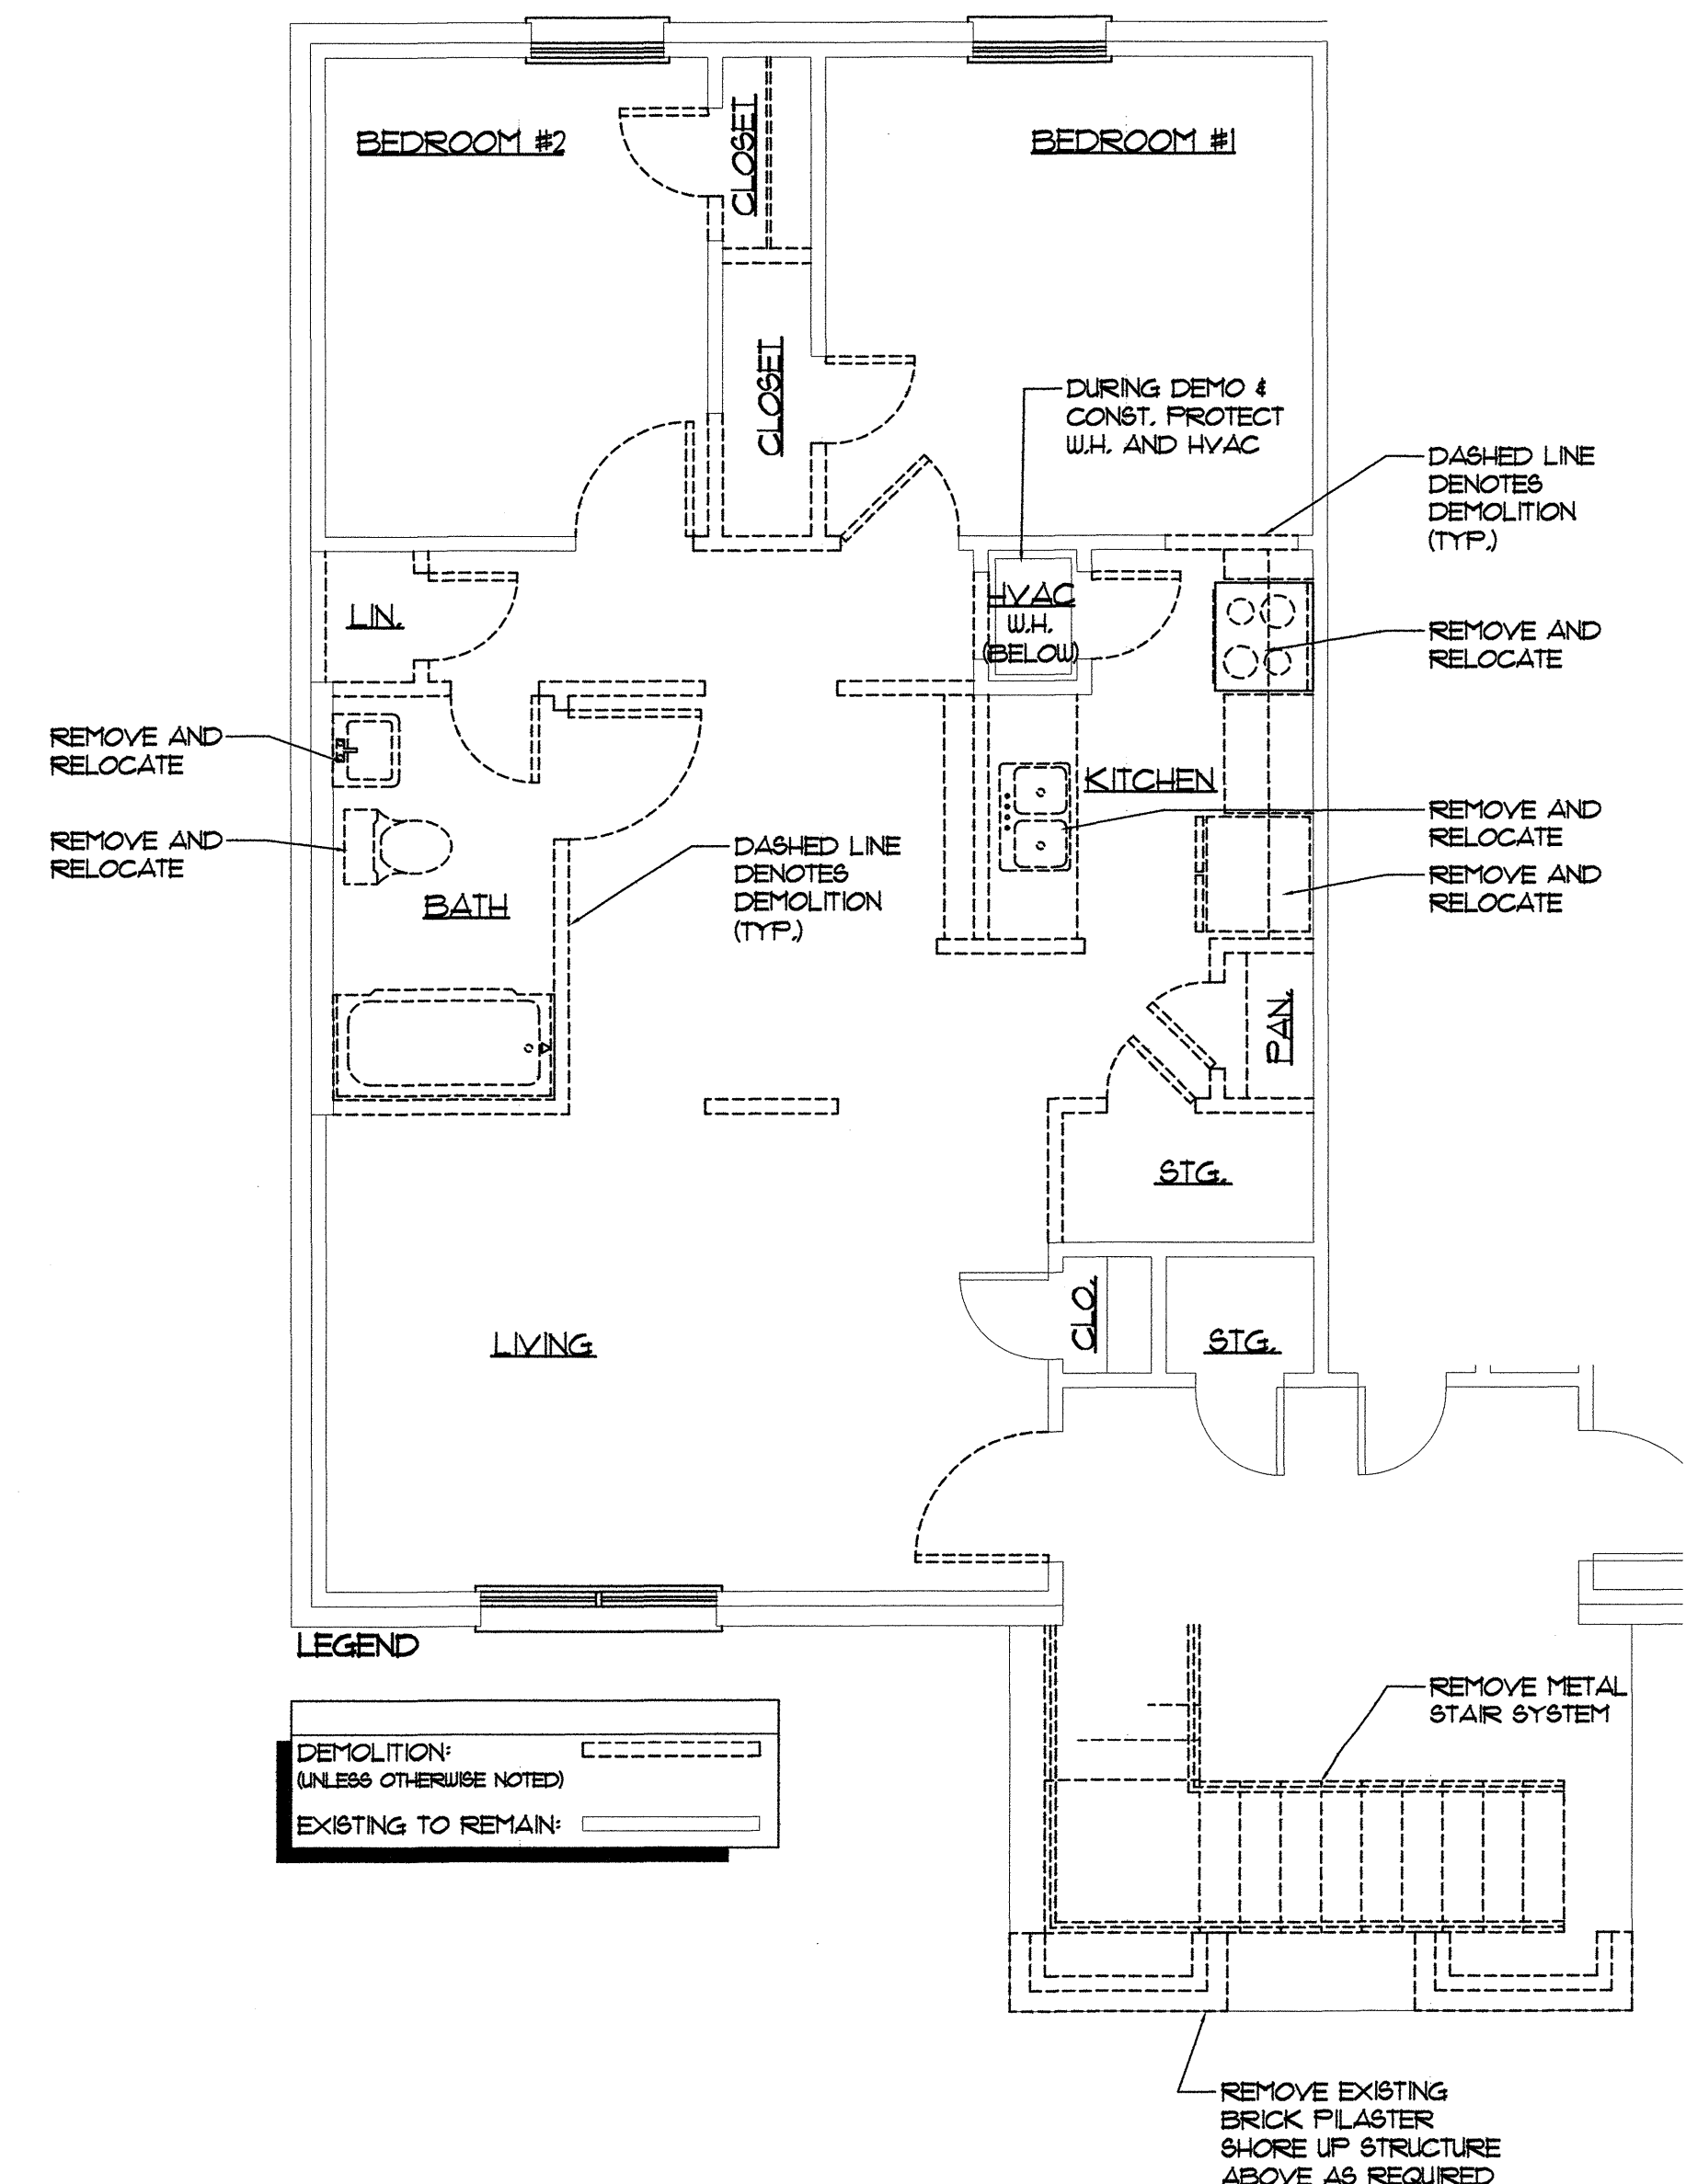 BEDROOM #2
CLOSET
BEDROOM #1
CLOSET
DURING DEMO &
CONST. PROTECT
W.H. AND HVAC
DASHED LINE
DENOTES
DEMOLITION
(TYP.)
LIN.
HVAC
W.H.
(BELOW)
REMOVE AND
RELOCATE
REMOVE AND
RELOCATE
KITCHEN
REMOVE AND
RELOCATE
REMOVE AND
RELOCATE
DASHED LINE
DENOTES
DEMOLITION
(TYP.)
REMOVE AND
RELOCATE
BATH
PAN.
STG.
CLO.
STG.
LIVING
LEGEND
DEMOLITION:
(UNLESS OTHERWISE NOTED)
EXISTING TO REMAIN:
REMOVE METAL
STAIR SYSTEM
REMOVE EXISTING
BRICK PILASTER
SHORE UP STRUCTURE
ABOVE AS REQUIRED